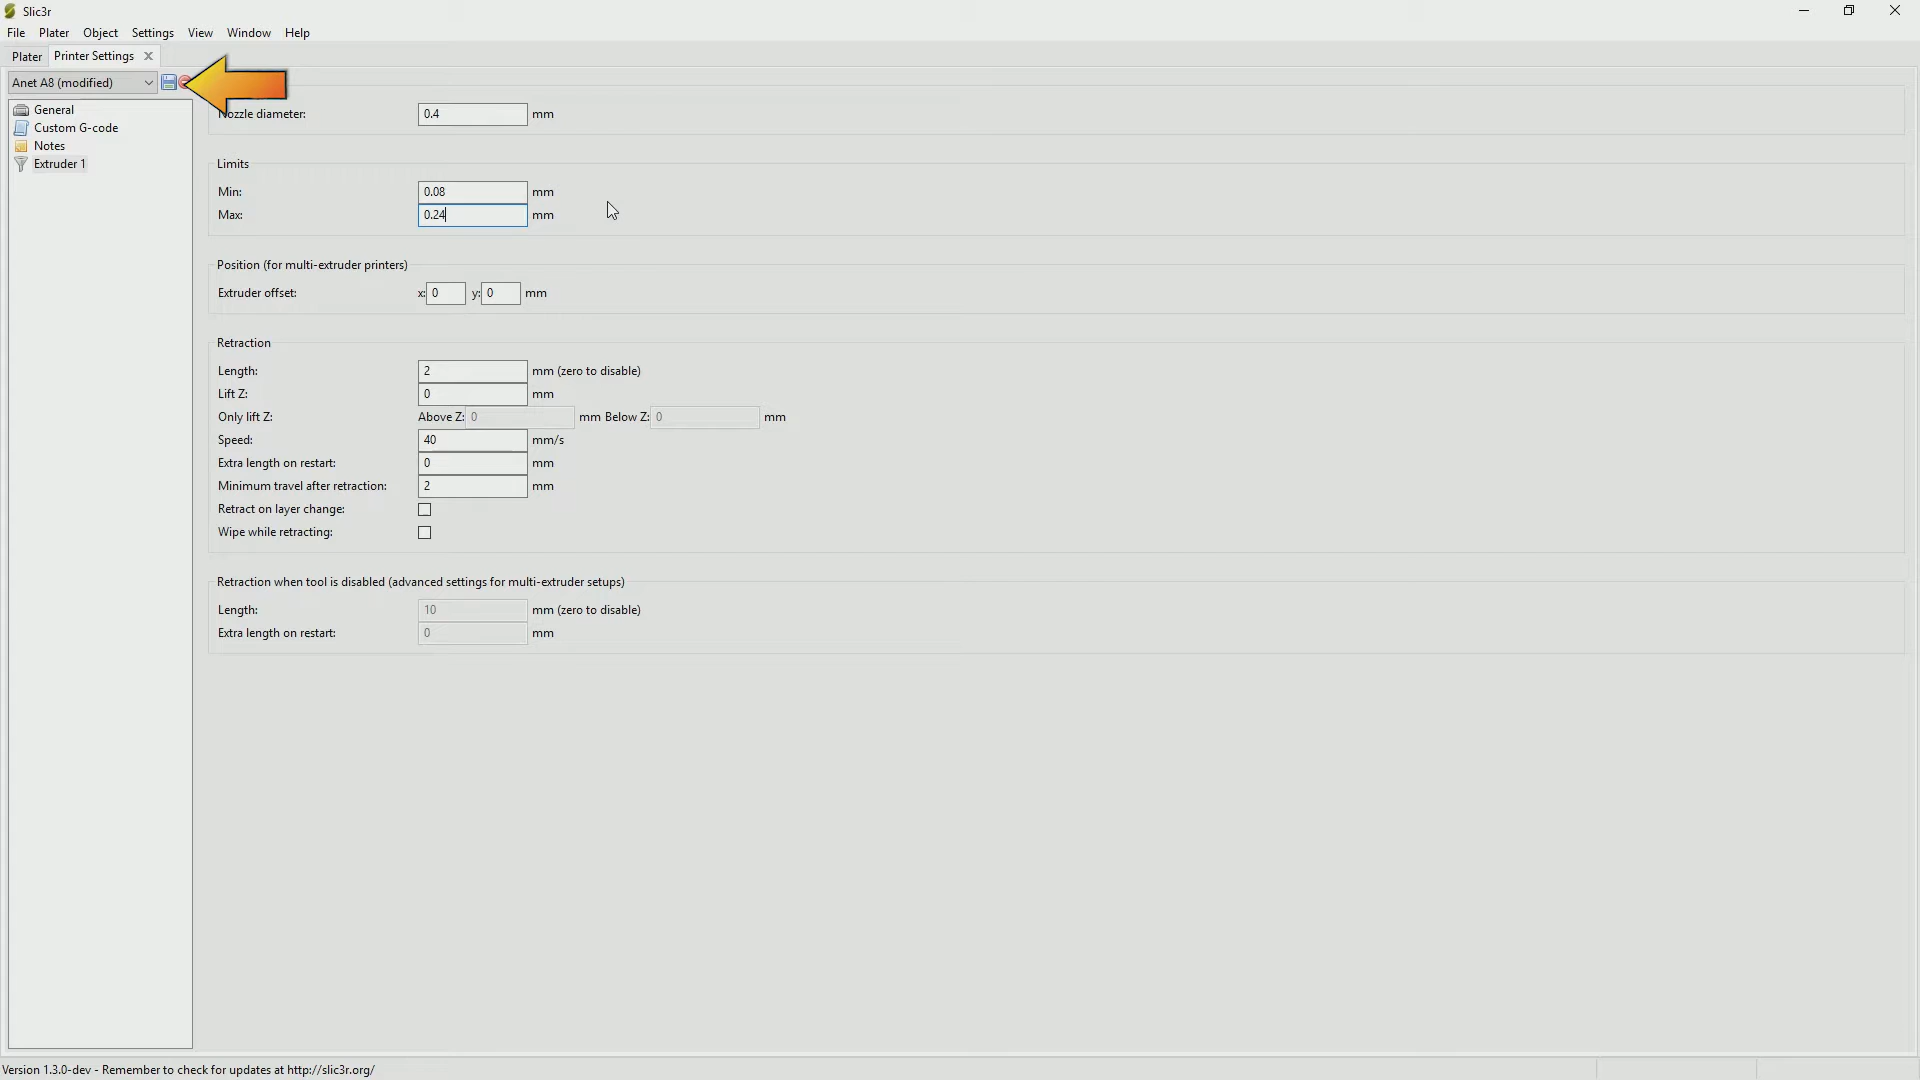 Slic3r
File Plater Object Settings View Window Help
Plater Printer Settings
Anet A8 (modified)
General
Custom G-code
Notes
Extruder 1
Nozzle diameter: 0.4 mm
Limits
Min: 0.08 mm
Max: 0.24 mm
Position (for multi-extruder printers)
Extruder offset: x: 0 y: 0 mm
Retraction
Length: 2 mm (zero to disable)
Lift Z: 0 mm
Only lift Z: Above Z: 0 mm Below Z: 0 mm
Speed: 40 mm/s
Extra length on restart: 0 mm
Minimum travel after retraction: 2 mm
Retract on layer change:
Wipe while retracting:
Retraction when tool is disabled (advanced settings for multi-extruder setups)
Length: 10 mm (zero to disable)
Extra length on restart: 0 mm
Version 1.3.0-dev - Remember to check for updates at http://slic3r.org/